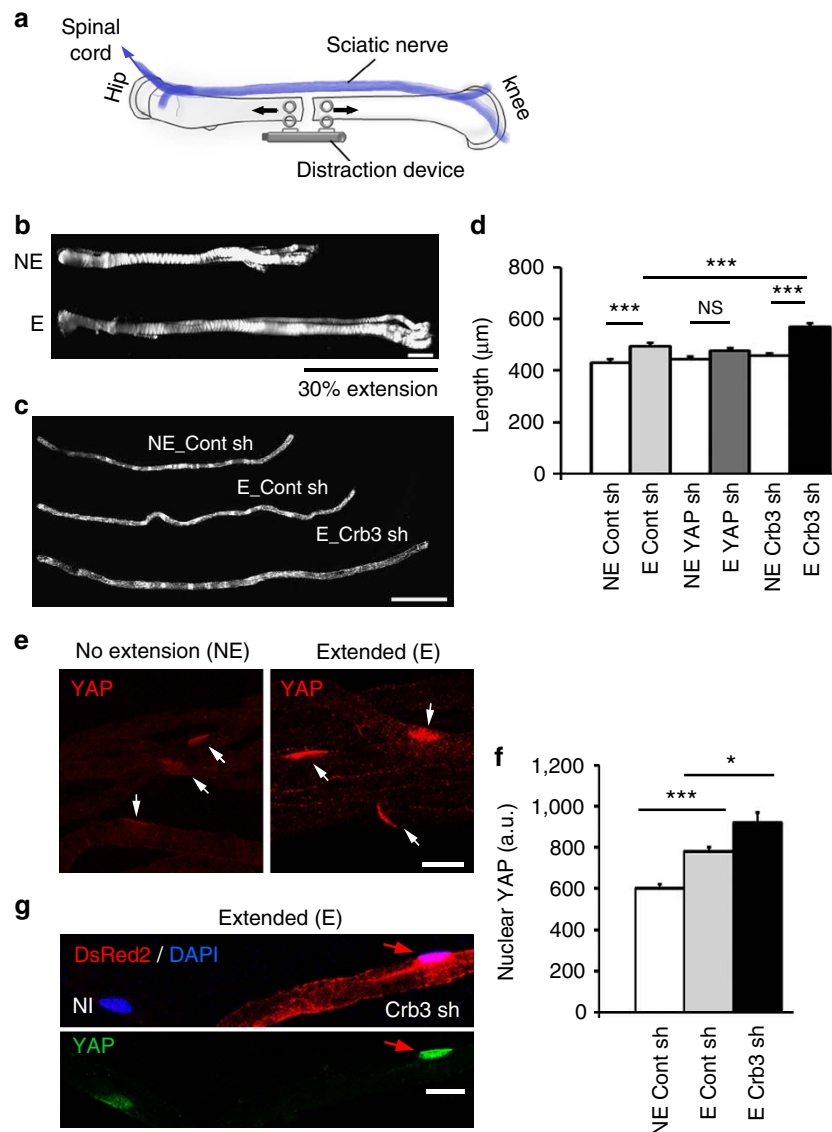 a
Spinal
cord
Sciatic nerve
Hip
knee
Distraction device
b
NE
E
30% extension
c
NE_Cont sh
E_Cont sh
E_Crb3 sh
d
***
***
***
NS
Length (µm)
800
600
400
200
0
NE Cont sh
E Cont sh
NE YAP sh
E YAP sh
NE Crb3 sh
E Crb3 sh
e
No extension (NE)
Extended (E)
YAP
YAP
f
*
***
Nuclear YAP (a.u.)
1,200
1,000
800
600
400
200
0
NE Cont sh
E Cont sh
E Crb3 sh
g
Extended (E)
DsRed2 / DAPI
NI
Crb3 sh
YAP